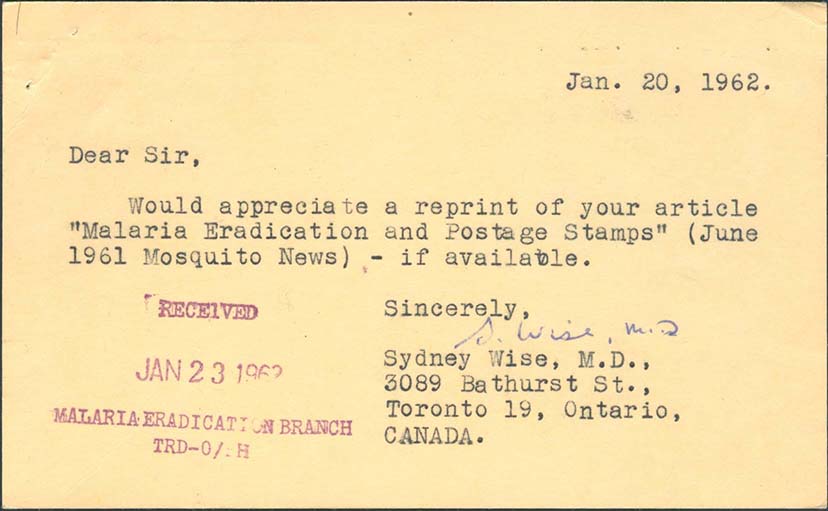 Jan. 20, 1962.
Dear Sir,
Would appreciate a reprint of your article
"Malaria Eradication and Postage Stamps" (June
1961 Mosquito News) - if available.
Sincerely,
S. Wise, M.D
Sydney Wise, M.D.,
3089 Bathurst St.,
Toronto 19, Ontario,
CANADA.
RECEIVED
JAN 23 1962
MALARIA ERADICATION BRANCH